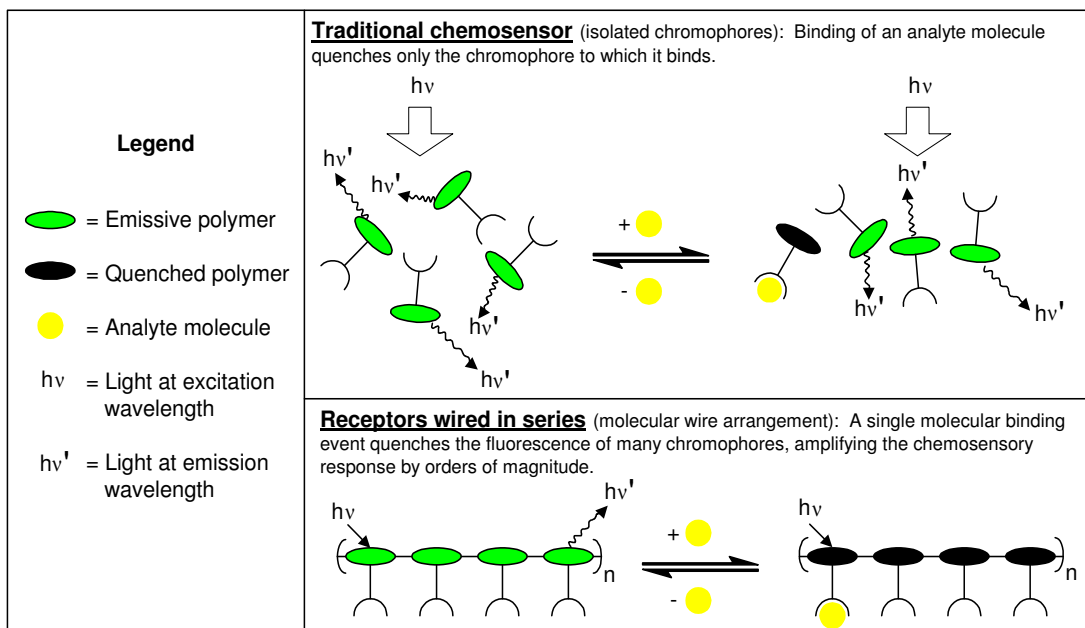 Legend
= Emissive polymer
= Quenched polymer
= Analyte molecule
hν = Light at excitation
wavelength
hν' = Light at emission
wavelength
Traditional chemosensor (isolated chromophores): Binding of an analyte molecule
quenches only the chromophore to which it binds.
hν
hν
hν'
hν'
hν'
hν'
+
-
hν'
hν'
hν'
Receptors wired in series (molecular wire arrangement): A single molecular binding
event quenches the fluorescence of many chromophores, amplifying the chemosensory
response by orders of magnitude.
hν
hν'
n
+
-
hν
n